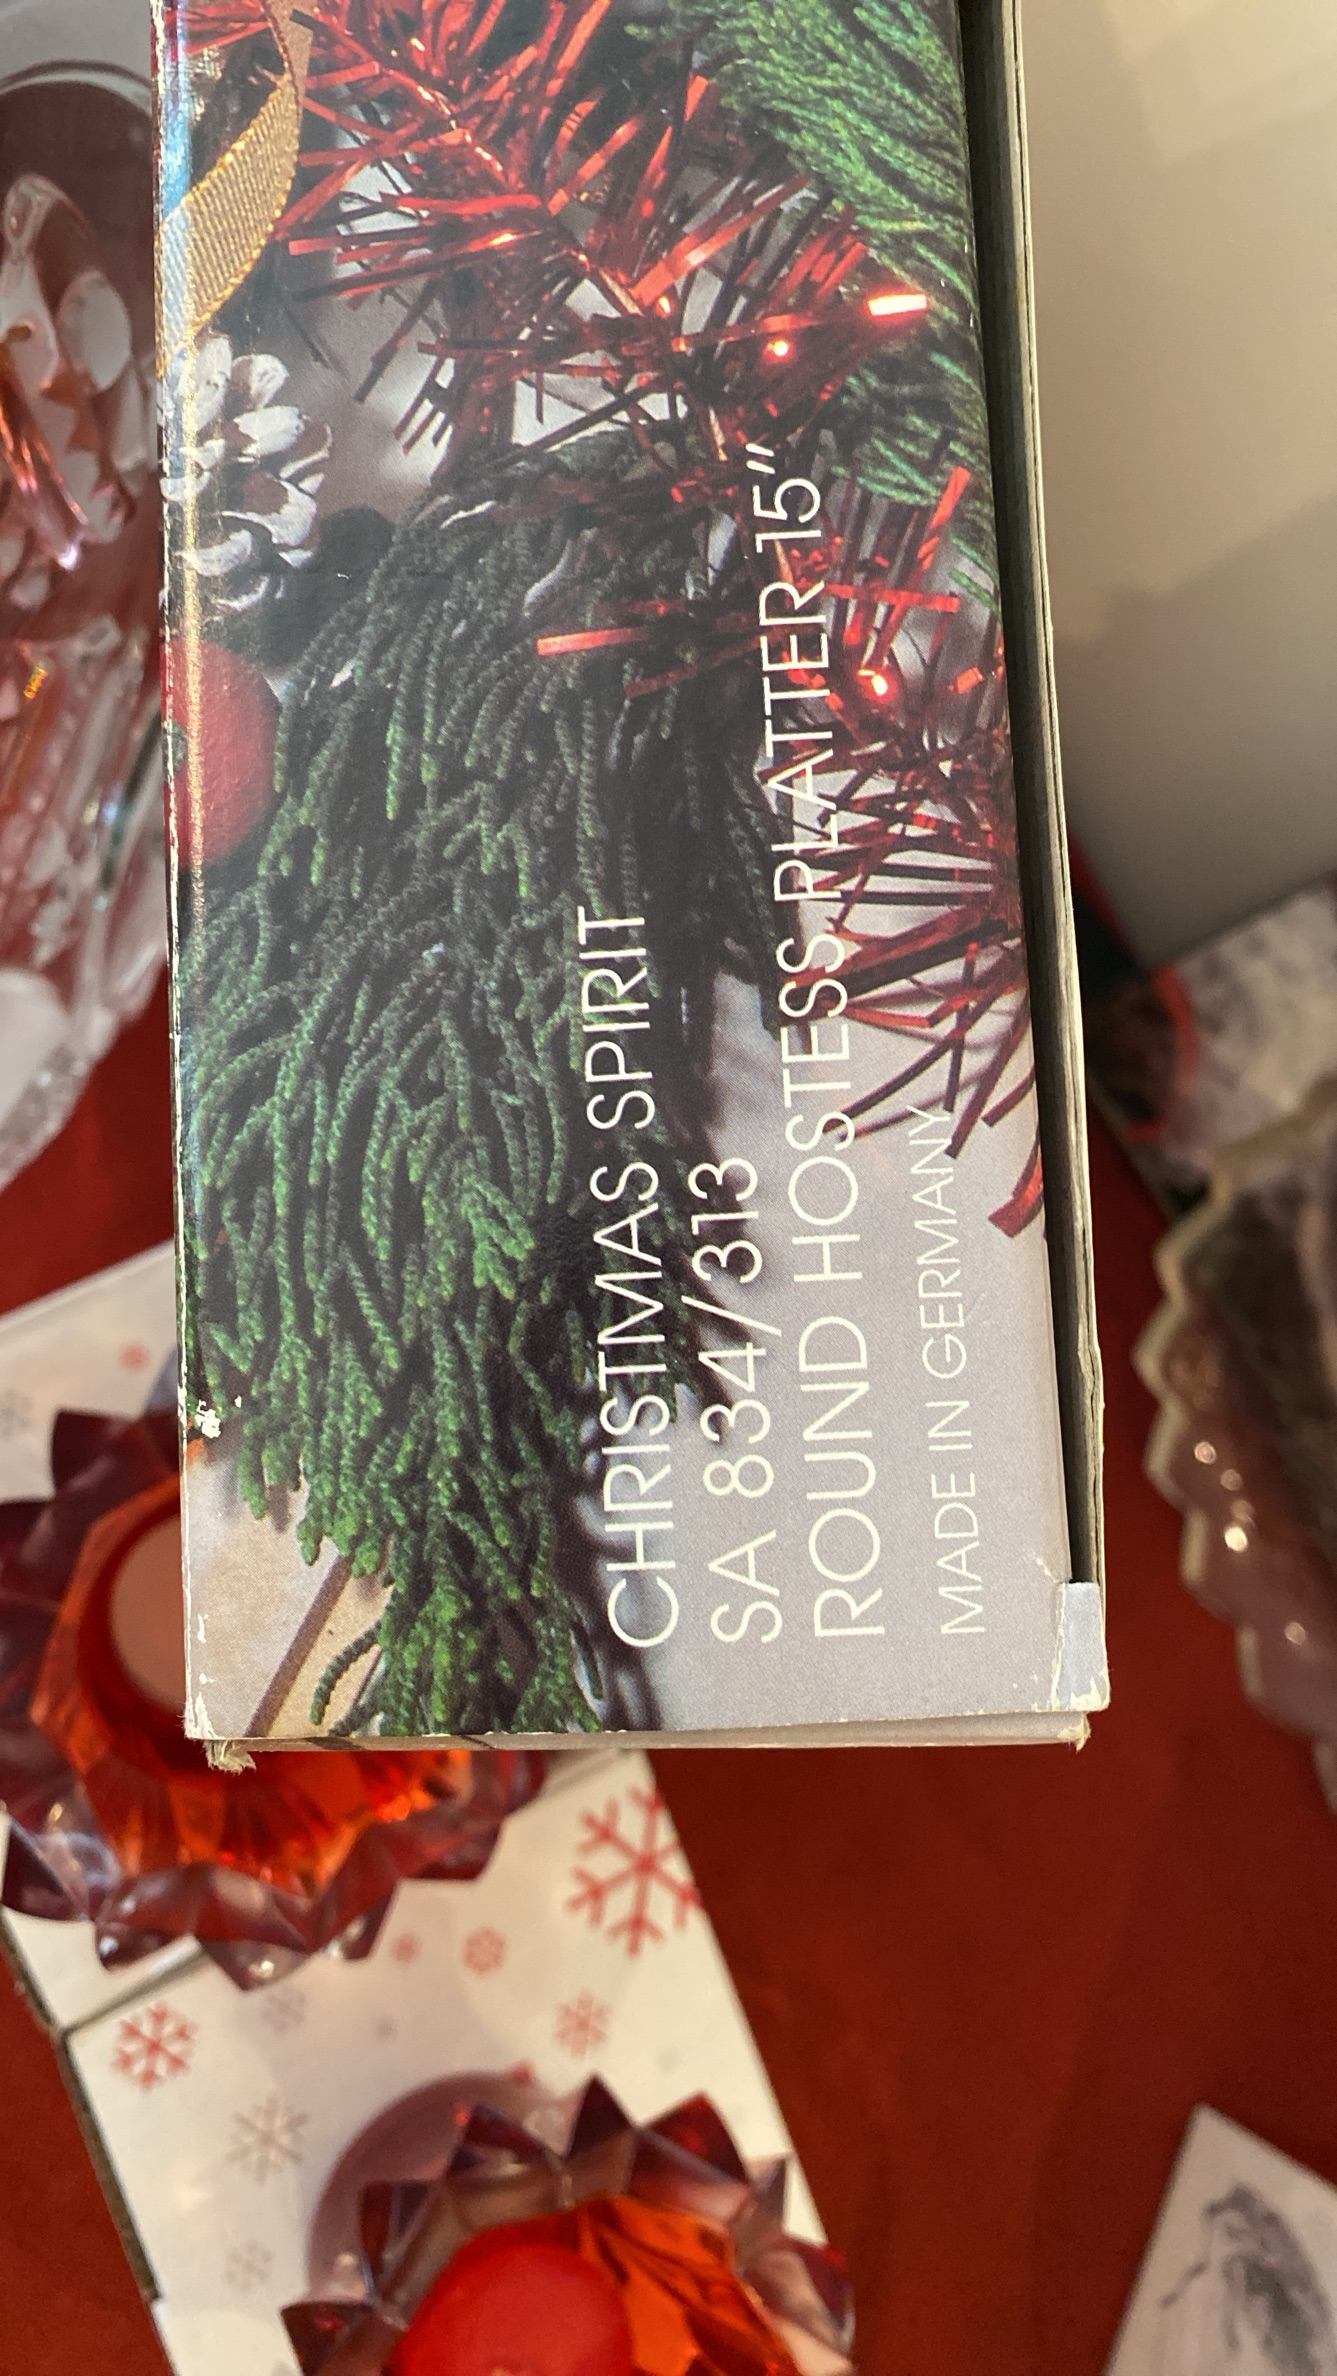 CHRISTMAS SPIRIT
SA 834/313
ROUND HOSTESS PLATTER 15"
MADE IN GERMANY